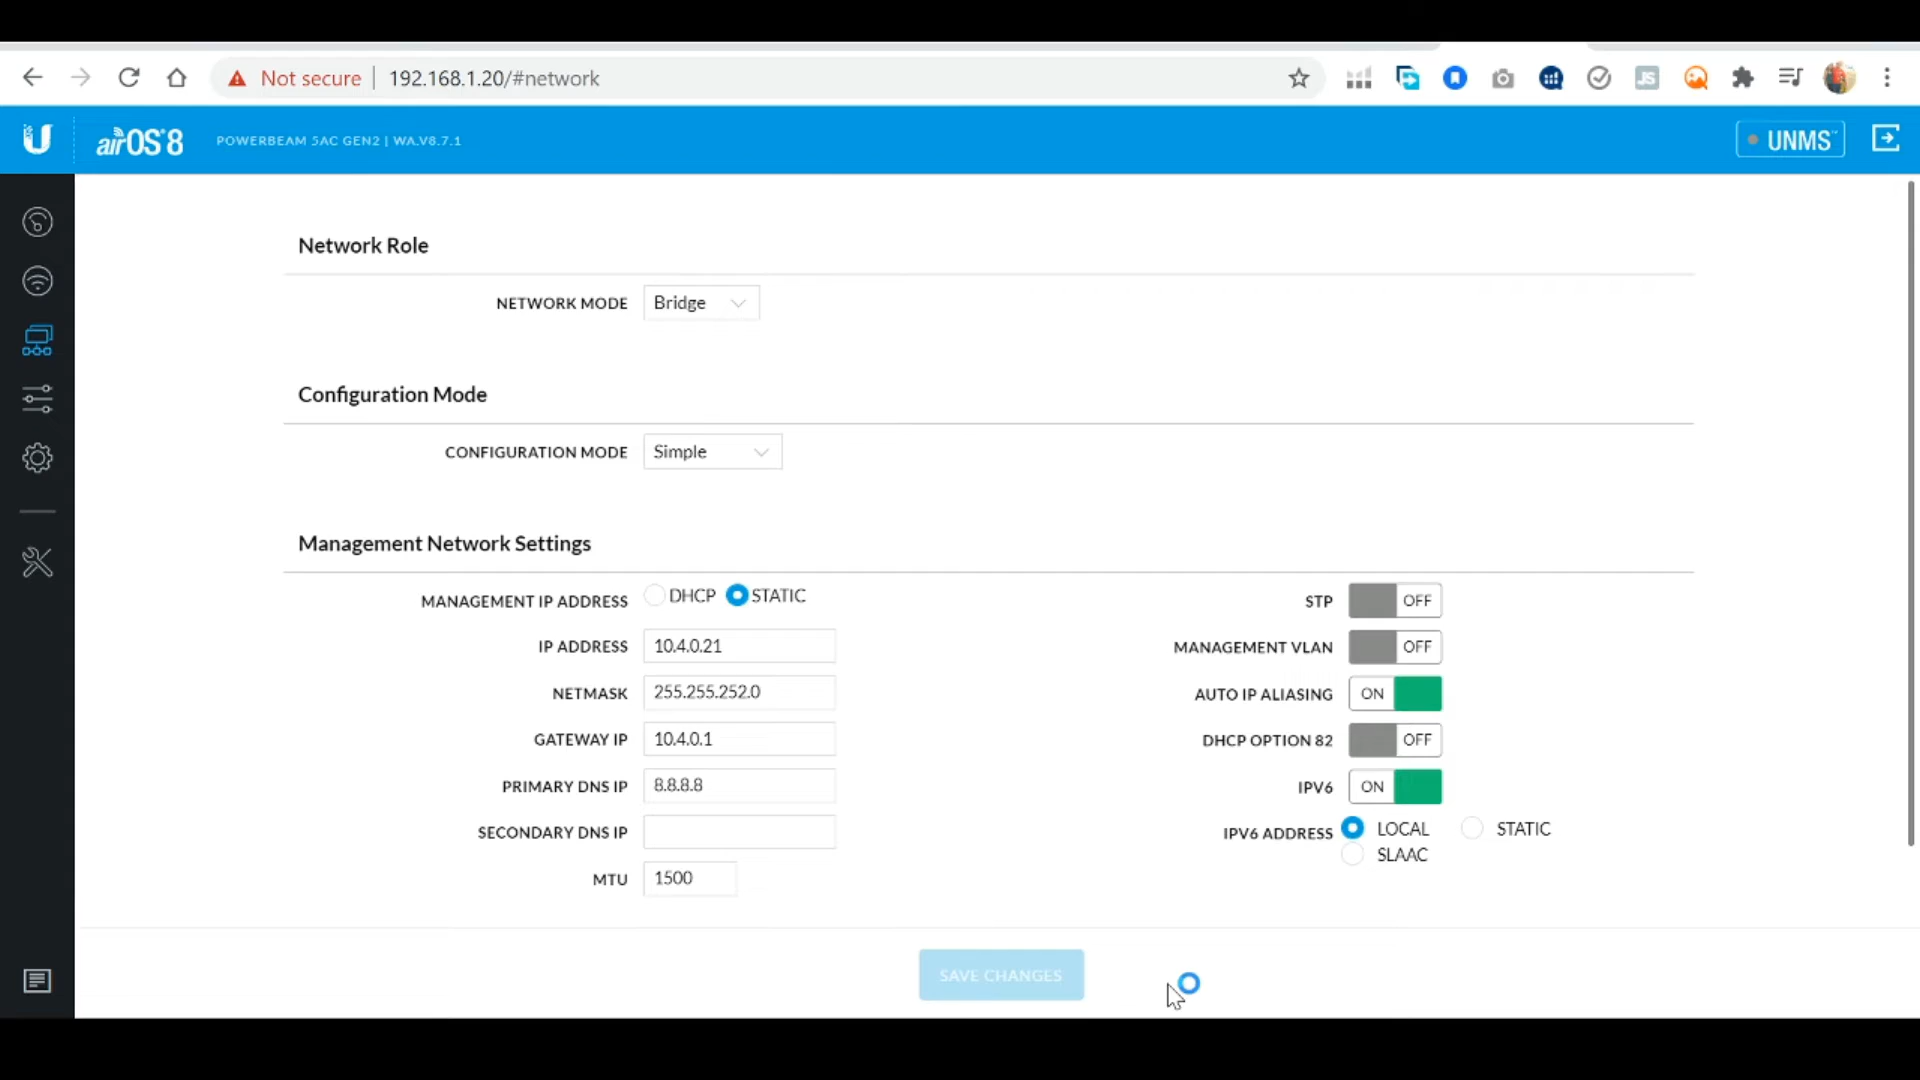 Not secure | 192.168.1.20/#network
JS
U airOS 8 POWERBEAM 5AC GEN2 | WA.V8.7.1 UNMS
Network Role
NETWORK MODE Bridge
Configuration Mode
CONFIGURATION MODE Simple
Management Network Settings
MANAGEMENT IP ADDRESS DHCP STATIC
IP ADDRESS 10.4.0.21
NETMASK 255.255.252.0
GATEWAY IP 10.4.0.1
PRIMARY DNS IP 8.8.8.8
SECONDARY DNS IP
MTU 1500
STP OFF
MANAGEMENT VLAN OFF
AUTO IP ALIASING ON
DHCP OPTION 82 OFF
IPV6 ON
IPV6 ADDRESS LOCAL STATIC
SLAAC
SAVE CHANGES